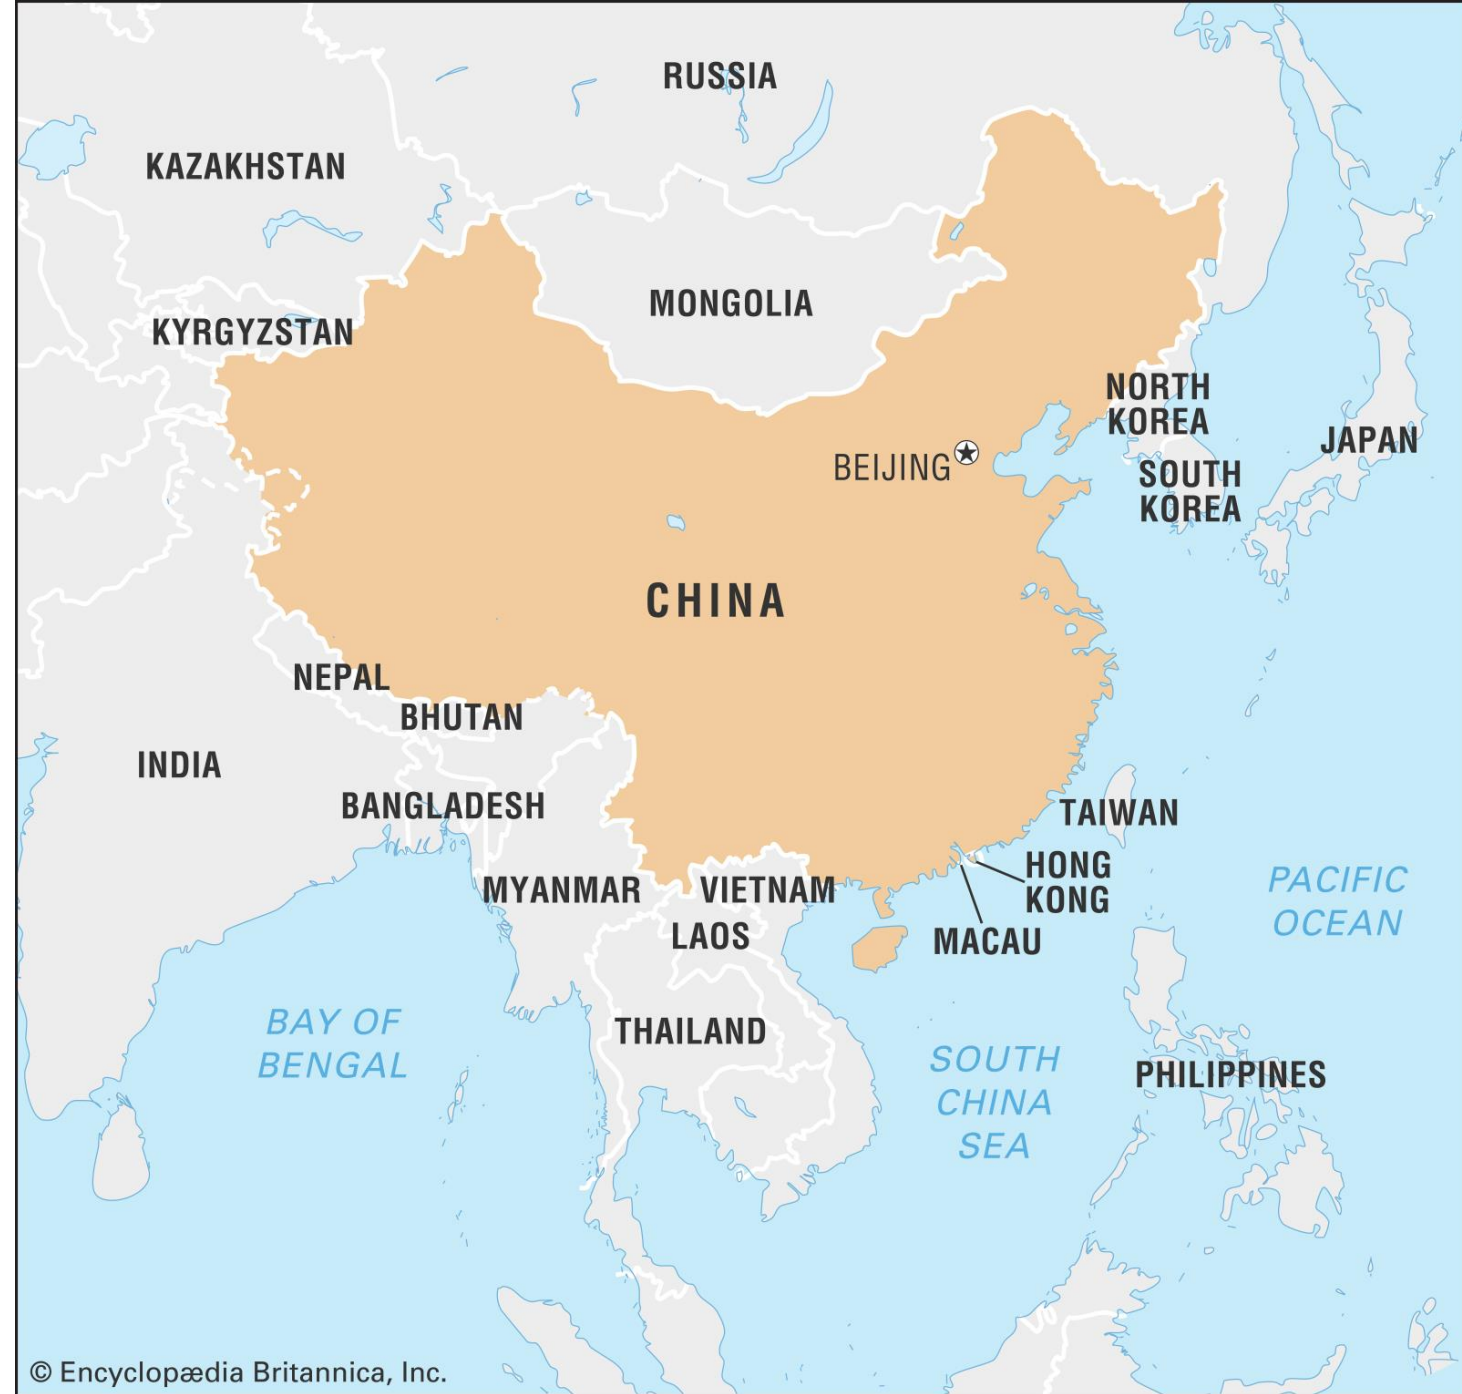 RUSSIA
KAZAKHSTAN
MONGOLIA
KYRGYZSTAN
NORTH
KOREA
JAPAN
BEIJING
SOUTH
KOREA
CHINA
NEPAL
BHUTAN
INDIA
BANGLADESH
TAIWAN
HONG
KONG
MYANMAR
VIETNAM
LAOS
MACAU
PACIFIC
OCEAN
BAY OF
BENGAL
THAILAND
SOUTH
CHINA
SEA
PHILIPPINES
© Encyclopædia Britannica, Inc.